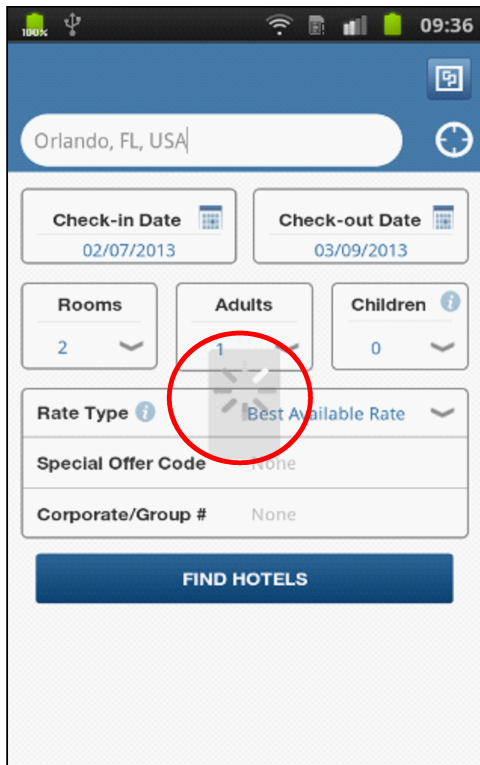 100% 09:36
Orlando, FL, USA
Check-in Date Check-out Date
02/07/2013 03/09/2013
Rooms Adults Children i
2 1 0
Rate Type i Best Available Rate
Special Offer Code None
Corporate/Group # None
FIND HOTELS